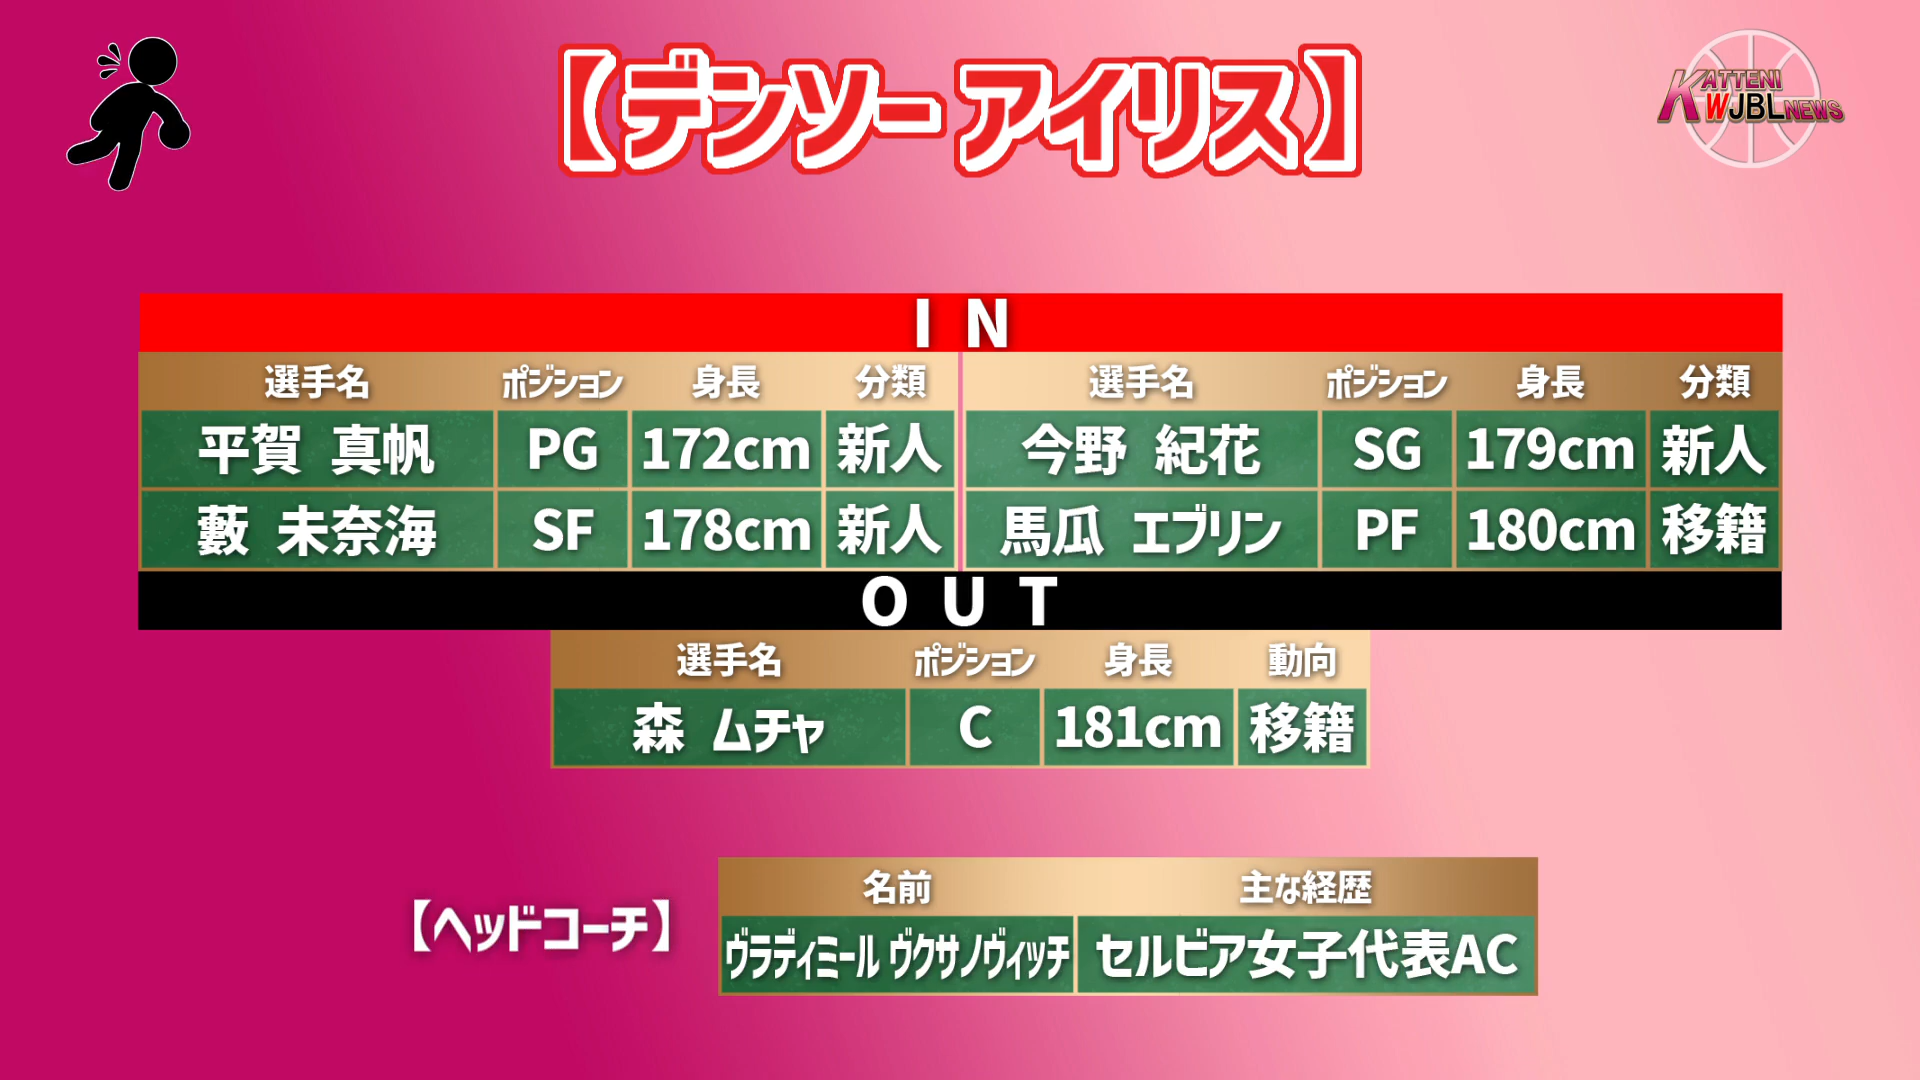 【デンソー アイリス】
KATTENI
WJBLNEWS
IN
選手名 ポジション 身長 分類 選手名 ポジション 身長 分類
平賀 真帆 PG 172cm 新人 今野 紀花 SG 179cm 新人
藪 未奈海 SF 178cm 新人 馬瓜 エブリン PF 180cm 移籍
OUT
選手名 ポジション 身長 動向
森 ムチャ C 181cm 移籍
名前 主な経歴
【ヘッドコーチ】 ヴラディミール ヴクサノヴィッチ セルビア女子代表AC